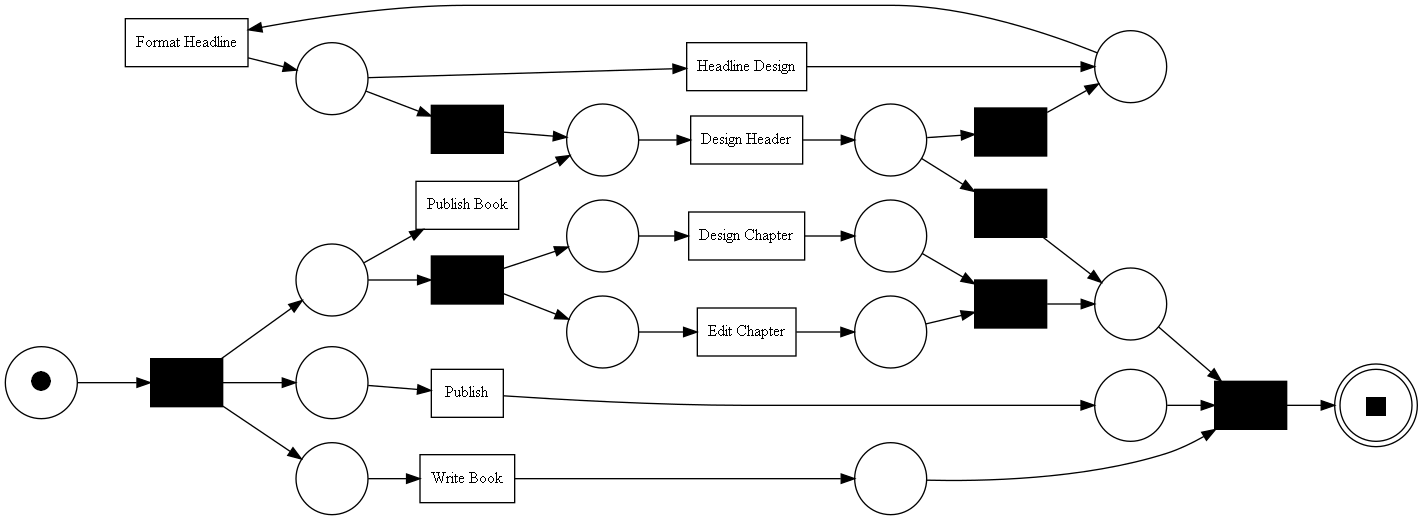 Format Headline
Headline Design
Design Header
Publish Book
Design Chapter
Edit Chapter
Publish
Write Book